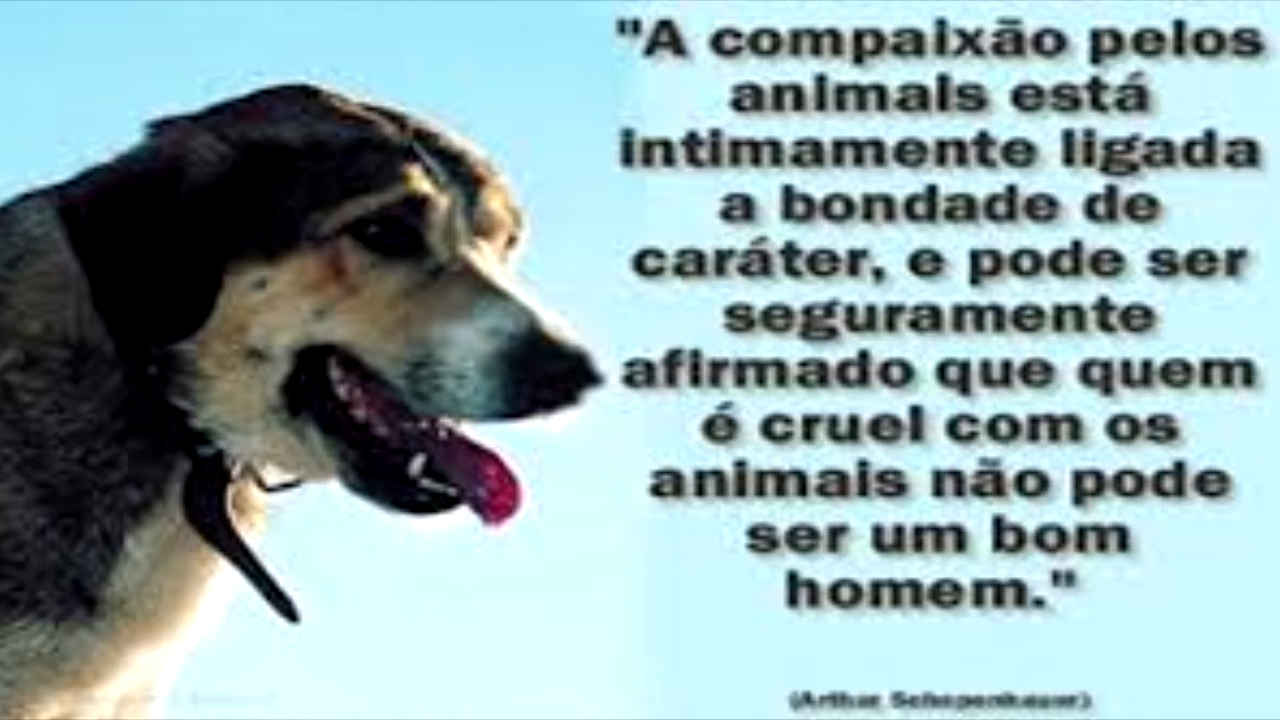 "A compaixão pelos
animais está
intimamente ligada
a bondade de
caráter, e pode ser
seguramente
afirmado que quem
é cruel com os
animais não pode
ser um bom
homem."
(Arthur Schopenhauer)